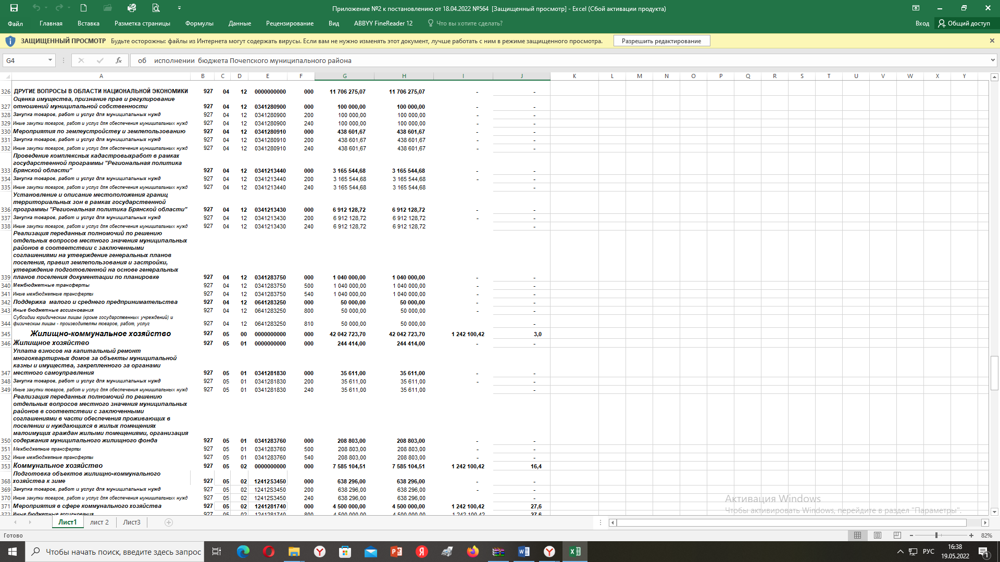 Приложение №2 к постановлению от 18.04.2022 №564 [Защищенный просмотр] - Excel (Сбой активации продукта)
Файл Главная Вставка Разметка страницы Формулы Данные Рецензирование Вид ABBYY FineReader 12 Что вы хотите сделать? Вход Общий доступ
ЗАЩИЩЕННЫЙ ПРОСМОТР Будьте осторожны: файлы из Интернета могут содержать вирусы. Если вам не нужно изменять этот документ, лучше работать с ним в режиме защищенного просмотра. Разрешить редактирование
G4 fx об исполнении бюджета Почепского муниципального района
A B C D E F G H I J K L M N O P Q R S T U V W X Y
326 ДРУГИЕ ВОПРОСЫ В ОБЛАСТИ НАЦИОНАЛЬНОЙ ЭКОНОМИКИ 927 04 12 0000000000 000 11 706 275,07 11 706 275,07 - -
Оценка имущества, признание прав и регулирование
327 отношений муниципальной собственности 927 04 12 0341280900 000 100 000,00 100 000,00 - -
328 Закупка товаров, работ и услуг для муниципальных нужд 927 04 12 0341280900 200 100 000,00 100 000,00 - -
329 Иные закупки товаров, работ и услуг для обеспечения муниципальных нужд 927 04 12 0341280900 240 100 000,00 100 000,00 - -
330 Мероприятия по землеустройству и землепользованию 927 04 12 0341280910 000 438 601,67 438 601,67 - -
331 Закупка товаров, работ и услуг для муниципальных нужд 927 04 12 0341280910 200 438 601,67 438 601,67 - -
332 Иные закупки товаров, работ и услуг для обеспечения муниципальных нужд 927 04 12 0341280910 240 438 601,67 438 601,67 - -
Проведение комплексных кадастровыхработ в рамках
государственной программы "Региональная политика
333 Брянской области" 927 04 12 0341213440 000 3 165 544,68 3 165 544,68 - -
334 Закупка товаров, работ и услуг для муниципальных нужд 927 04 12 0341213440 200 3 165 544,68 3 165 544,68 - -
335 Иные закупки товаров, работ и услуг для обеспечения муниципальных нужд 927 04 12 0341213440 240 3 165 544,68 3 165 544,68 -
Установление и описание местоположения границ
территориальных зон в рамках государственной
336 программы "Региональная политика Брянской области" 927 04 12 0341213430 000 6 912 128,72 6 912 128,72 - -
337 Закупка товаров, работ и услуг для муниципальных нужд 927 04 12 0341213430 200 6 912 128,72 6 912 128,72 - -
338 Иные закупки товаров, работ и услуг для обеспечения муниципальных нужд 927 04 12 0341213430 240 6 912 128,72 6 912 128,72 -
Реализация переданных полномочий по решению
отдельных вопросов местного значения муниципальных
районов в соответствии с заключенными
соглашениями на утверждение генеральных планов
поселения, правил землепользования и застройки,
утверждение подготовленной на основе генеральных
339 планов поселения документации по планировке 927 04 12 0341283750 000 1 040 000,00 1 040 000,00 - -
340 Межбюджетные трансферты 927 04 12 0341283750 500 1 040 000,00 1 040 000,00 - -
341 Иные межбюджетные трансферты 927 04 12 0341283750 540 1 040 000,00 1 040 000,00 - -
342 Поддержка малого и среднего предпринимательства 927 04 12 0641283250 000 50 000,00 50 000,00 - -
343 Иные бюджетные ассигнования 927 04 12 0641283250 800 50 000,00 50 000,00 - -
Субсидии юридическим лицам (кроме государственных учреждений) и
344 физическим лицам - производителям товаров, работ, услуг 927 04 12 0641283250 810 50 000,00 50 000,00 -
345 Жилищно-коммунальное хозяйство 927 05 00 0000000000 000 42 042 723,70 42 042 723,70 1 242 100,42 3,0
346 Жилищное хозяйство 927 05 01 0000000000 000 244 414,00 244 414,00 - -
Уплата взносов на капитальный ремонт
многоквартирных домов за объекты муниципальной
казны и имущества, закрепленного за органами
347 местного самоуправления 927 05 01 0341281830 000 35 611,00 35 611,00 - -
348 Закупка товаров, работ и услуг для муниципальных нужд 927 05 01 0341281830 200 35 611,00 35 611,00 - -
349 Иные закупки товаров, работ и услуг для обеспечения муниципальных нужд 927 05 01 0341281830 240 35 611,00 35 611,00 -
Реализация переданных полномочий по решению
отдельных вопросов местного значения муниципальных
районов в соответствии с заключенными
соглашениями в части обеспечения проживающих в
поселении и нуждающихся в жилых помещениях
малоимущих граждан жилыми помещениями, организация
350 содержания муниципального жилищного фонда 927 05 01 0341283760 000 208 803,00 208 803,00 - -
351 Межбюджетные трансферты 927 05 01 0341283760 500 208 803,00 208 803,00 - -
352 Иные межбюджетные трансферты 927 05 01 0341283760 540 208 803,00 208 803,00 - -
353 Коммунальное хозяйство 927 05 02 0000000000 000 7 585 104,51 7 585 104,51 1 242 100,42 16,4
Подготовка объектов жилищно-коммунального
368 хозяйства к зиме 927 05 02 12412S3450 000 638 296,00 638 296,00 - -
369 Закупка товаров, работ и услуг для муниципальных нужд 927 05 02 12412S3450 200 638 296,00 638 296,00 - -
370 Иные закупки товаров, работ и услуг для обеспечения муниципальных нужд 927 05 02 12412S3450 240 638 296,00 638 296,00 -
371 Мероприятия в сфере коммунального хозяйства 927 05 02 1241281740 000 4 500 000,00 4 500 000,00 1 242 100,42 27,6
372 Иные бюджетные ассигнования 927 05 02 1241281740 800 4 500 000,00 4 500 000,00 1 242 100,42 27,6
Активация Windows
Чтобы активировать Windows, перейдите в раздел "Параметры".
Лист1 лист 2 Лист3
Готово 82%
Чтобы начать поиск, введите здесь запрос РУС 16:38
19.05.2022 1